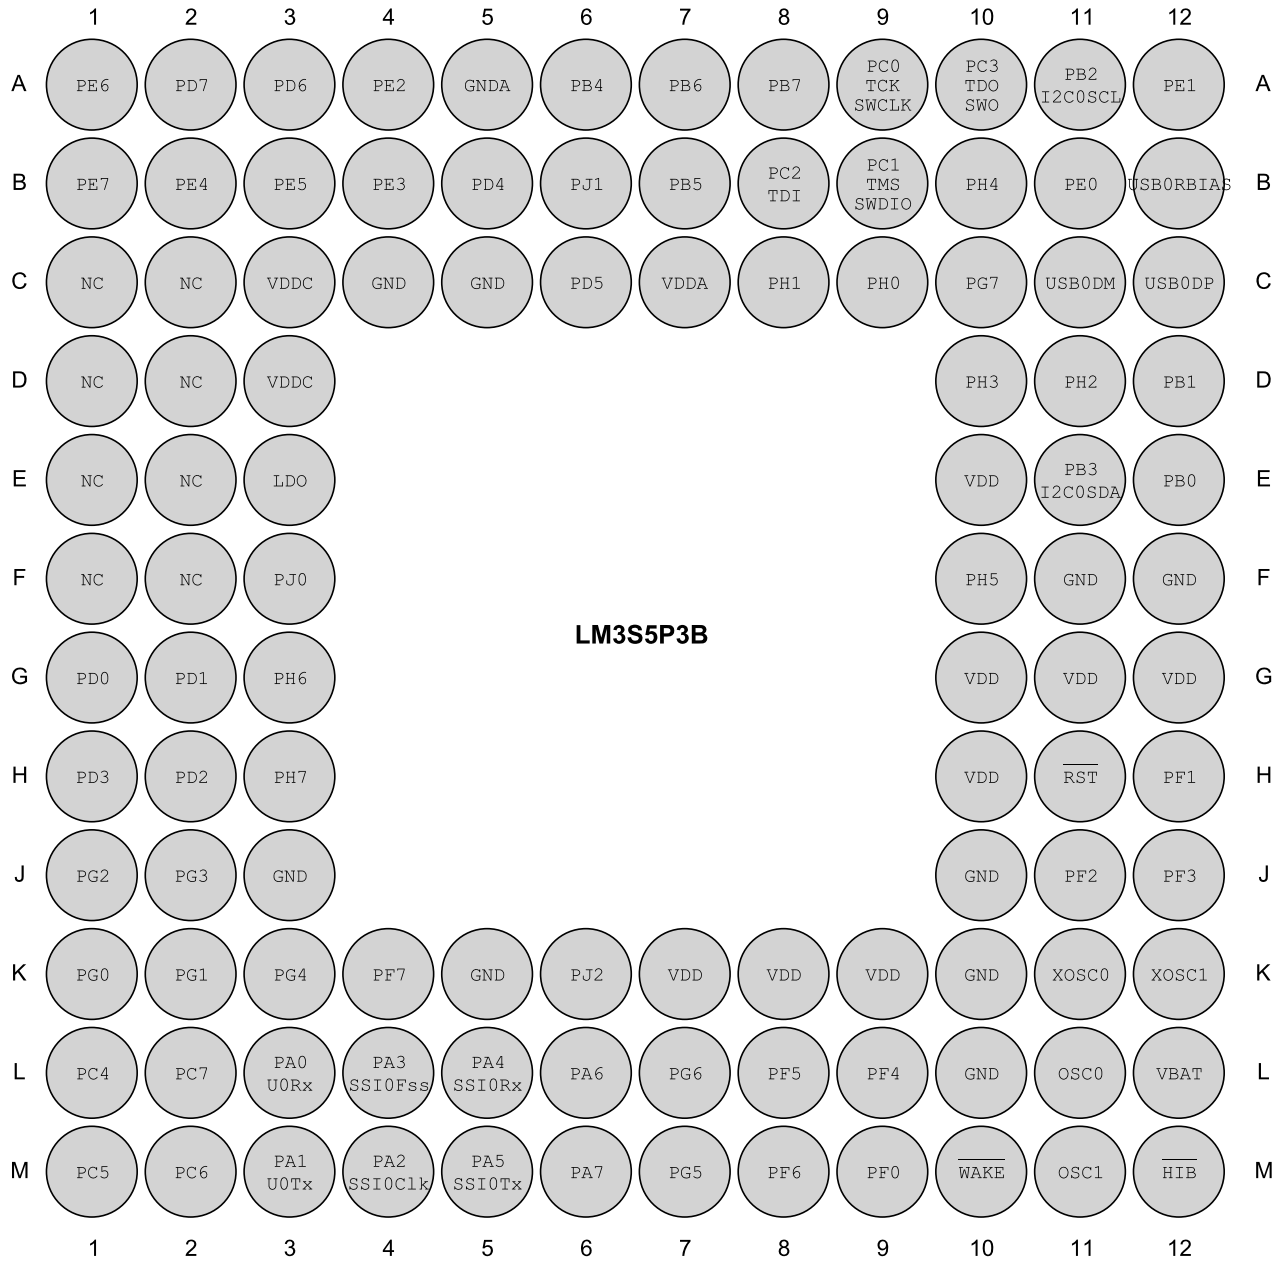 1 2 3 4 5 6 7 8 9 10 11 12
A PE6 PD7 PD6 PE2 GNDA PB4 PB6 PB7 PC0 TCK SWCLK PC3 TDO SWO PB2 I2C0SCL PE1 A
B PE7 PE4 PE5 PE3 PD4 PJ1 PB5 PC2 TDI PC1 TMS SWDIO PH4 PE0 USB0RBIAS B
C NC NC VDDC GND GND PD5 VDDA PH1 PH0 PG7 USB0DM USB0DP C
D NC NC VDDC PH3 PH2 PB1 D
E NC NC LDO VDD PB3 I2C0SDA PB0 E
F NC NC PJ0 PH5 GND GND F
LM3S5P3B
G PD0 PD1 PH6 VDD VDD VDD G
H PD3 PD2 PH7 VDD RST PF1 H
J PG2 PG3 GND GND PF2 PF3 J
K PG0 PG1 PG4 PF7 GND PJ2 VDD VDD VDD GND XOSC0 XOSC1 K
L PC4 PC7 PA0 U0Rx PA3 SSI0Fss PA4 SSI0Rx PA6 PG6 PF5 PF4 GND OSC0 VBAT L
M PC5 PC6 PA1 U0Tx PA2 SSI0Clk PA5 SSI0Tx PA7 PG5 PF6 PF0 WAKE OSC1 HIB M
1 2 3 4 5 6 7 8 9 10 11 12